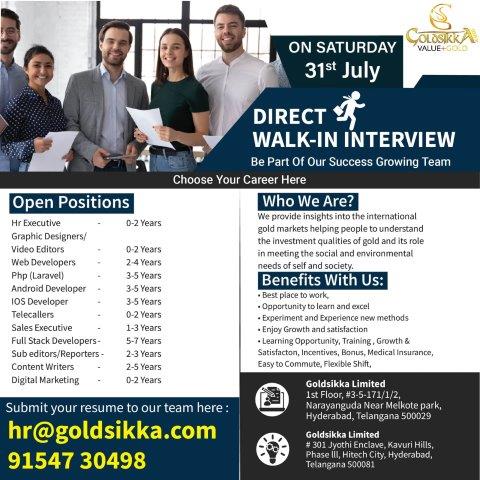 GOLDSIKKA
VALUE+GOLD
ON SATURDAY
31st July
DIRECT
WALK-IN INTERVIEW
Be Part Of Our Success Growing Team
Choose Your Career Here
Open Positions
Hr Executive - 0-2 Years
Graphic Designers/
Video Editors - 0-2 Years
Web Developers - 2-4 Years
Php (Laravel) - 3-5 Years
Android Developer - 3-5 Years
IOS Developer - 3-5 Years
Telecallers - 0-2 Years
Sales Executive - 1-3 Years
Full Stack Developers- 5-7 Years
Sub editors/Reporters - 2-3 Years
Content Writers - 2-5 Years
Digital Marketing - 0-2 Years
Submit your resume to our team here :
hr@goldsikka.com
91547 30498
Who We Are?
We provide insights into the international
gold markets helping people to understand
the investment qualities of gold and its role
in meeting the social and environmental
needs of self and society.
Benefits With Us:
• Best place to work,
• Opportunity to learn and excel
• Experiment and Experience new methods
• Enjoy Growth and satisfaction
• Learning Opportunity, Training , Growth &
Satisfacton, Incentives, Bonus, Medical Insurance,
Easy to Commute, Flexible Shift,
Goldsikka Limited
1st Floor, #3-5-171/1/2,
Narayanguda Near Melkote park,
Hyderabad, Telangana 500029
Goldsikka Limited
# 301 Jyothi Enclave, Kavuri Hills,
Phase lll, Hitech City, Hyderabad,
Telangana 500081